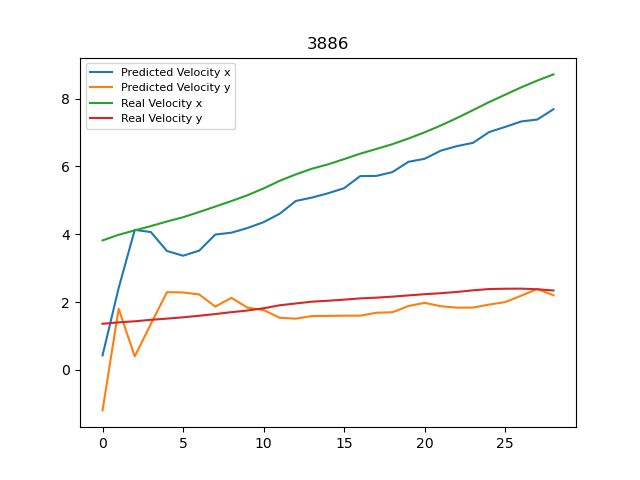 3886
Predicted Velocity x
Predicted Velocity y
Real Velocity x
Real Velocity y
8
6
4
2
0
0 5 10 15 20 25